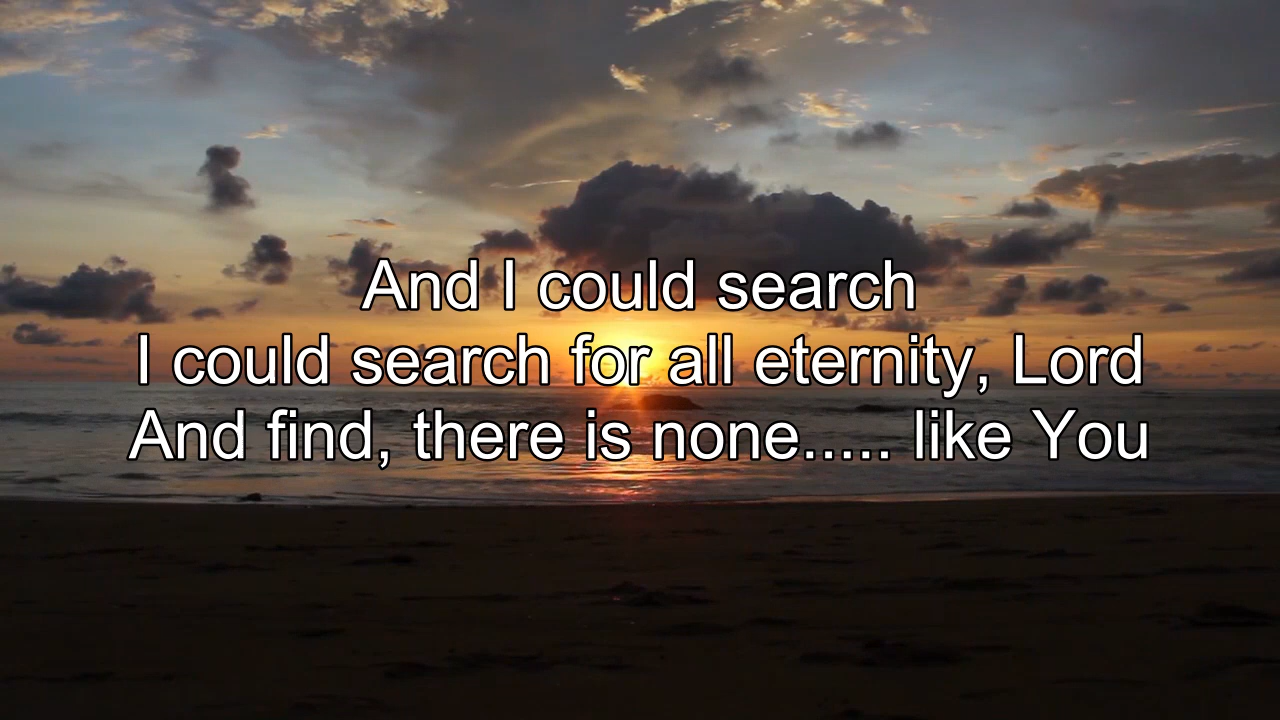 And I could search
I could search for all eternity, Lord
And find, there is none..... like You